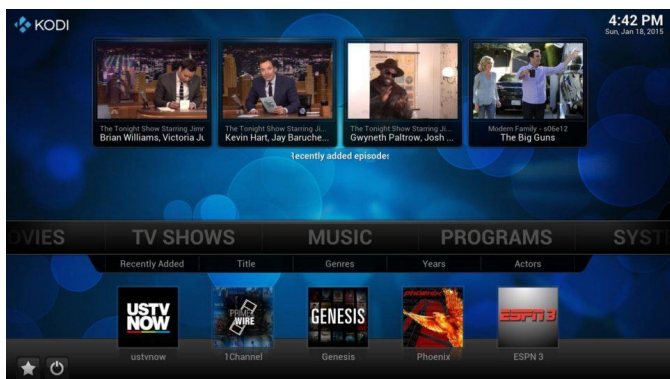 KODI
4:42 PM
Sun, Jan 18, 2015
The Tonight Show Starring Jimr
Brian Williams, Victoria Ju
The Tonight Show Starring Ji...
Kevin Hart, Jay Baruche...
The Tonight Show Starring Ji...
Gwyneth Paltrow, Josh ...
Modern Family - s06e12
The Big Guns
Recently added episodes
OVIES TV SHOWS MUSIC PROGRAMS SYST
Recently Added Title Genres Years Actors
USTV
NOW
PRIME
WIRE
GENESIS
ESPN 3
ustvnow 1Channel Genesis Phoenix ESPN 3